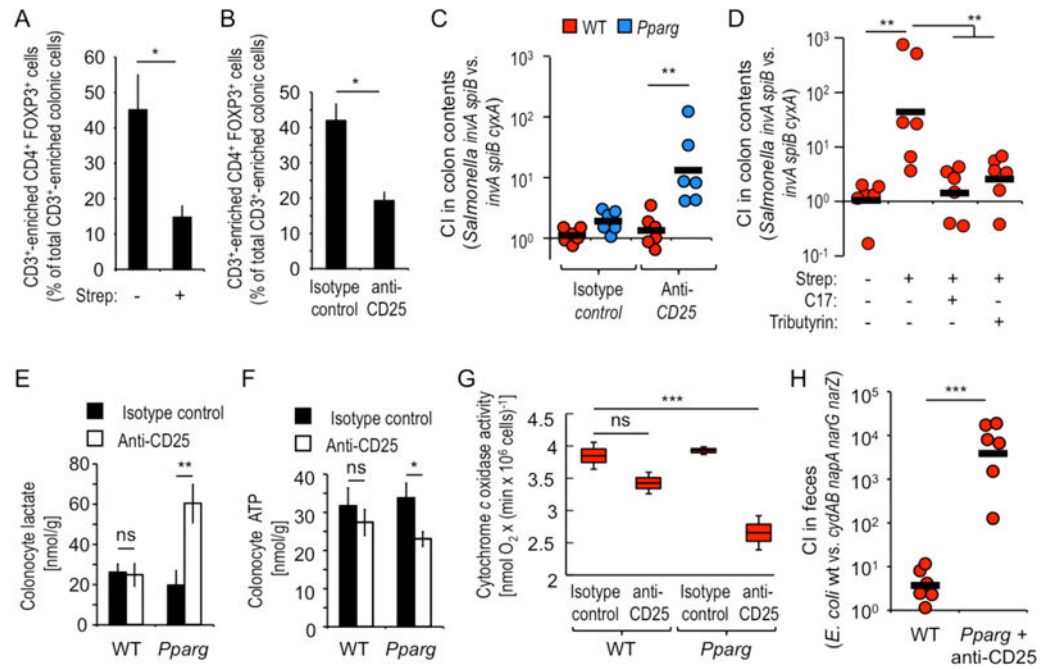 A
CD3+-enriched CD4+ FOXP3+ cells
(% of total CD3+-enriched colonic cells)
60
50
40
30
20
10
0
*
Strep: - +
B
CD3+-enriched CD4+ FOXP3+ cells
(% of total CD3+-enriched colonic cells)
50
40
30
20
10
0
*
Isotype anti-
control CD25
C
WT Pparg
CI in colon contents
(Salmonella invA spiB vs.
invA spiB cyxA)
10³
10²
10¹
10⁰
**
Isotype Anti-
control CD25
D
CI in colon contents
(Salmonella invA spiB vs.
invA spiB cyxA)
10³
10²
10¹
10⁰
10⁻¹
** **
Strep: - + + +
C17: - - + -
Tributyrin: - - - +
E
Isotype control
Anti-CD25
Colonocyte lactate
[nmol/g]
80
70
60
50
40
30
20
10
0
ns **
WT Pparg
F
Isotype control
Anti-CD25
Colonocyte ATP
[nmol/g]
50
40
30
20
10
0
ns *
WT Pparg
G
Cytochrome c oxidase activity
[nmol O₂ x (min x 10⁶ cells)⁻¹]
4.5
4
3.5
3
2.5
2
***
ns
Isotype anti- Isotype anti-
control CD25 control CD25
WT Pparg
H
CI in feces
(E. coli wt vs. cydAB napA narG narZ)
10⁵
10⁴
10³
10²
10¹
10⁰
***
WT Pparg +
anti-CD25